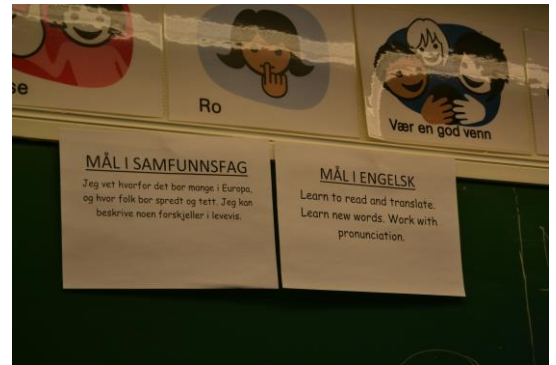 se
Ro
Vær en god venn
MÅL I SAMFUNNSFAG
Jeg vet hvorfor det bor mange i Europa,
og hvor folk bor spredt og tett. Jeg kan
beskrive noen forskjeller i levevis.
MÅL I ENGELSK
Learn to read and translate.
Learn new words. Work with
pronunciation.